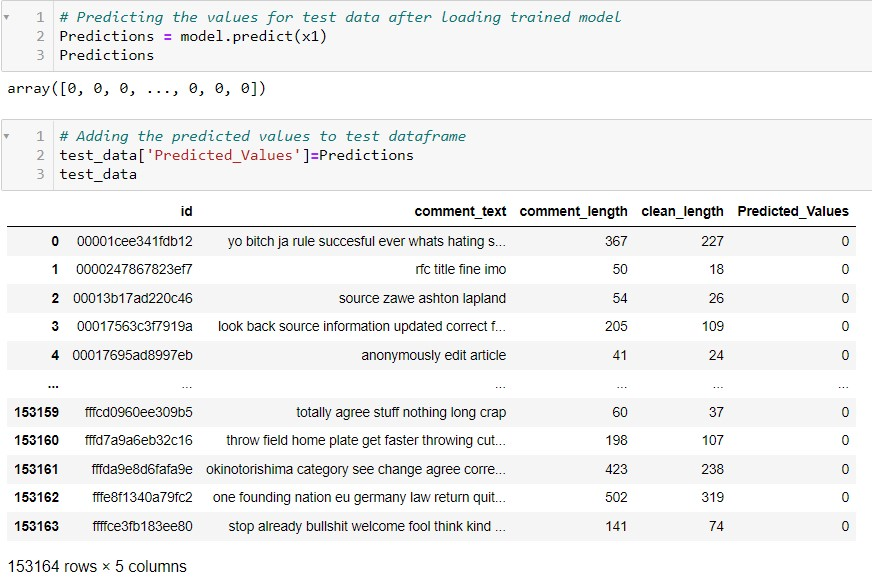 1 # Predicting the values for test data after loading trained model
2 Predictions = model.predict(x1)
3 Predictions
array([0, 0, 0, ..., 0, 0, 0])
1 # Adding the predicted values to test dataframe
2 test_data['Predicted_Values']=Predictions
3 test_data
id comment_text comment_length clean_length Predicted_Values
0 00001cee341fdb12 yo bitch ja rule succesful ever whats hating s... 367 227 0
1 0000247867823ef7 rfc title fine imo 50 18 0
2 00013b17ad220c46 source zawe ashton lapland 54 26 0
3 00017563c3f7919a look back source information updated correct f... 205 109 0
4 00017695ad8997eb anonymously edit article 41 24 0
... ... ... ... ... ...
153159 fffcd0960ee309b5 totally agree stuff nothing long crap 60 37 0
153160 fffd7a9a6eb32c16 throw field home plate get faster throwing cut... 198 107 0
153161 fffda9e8d6fafa9e okinotorishima category see change agree corre... 423 238 0
153162 fffe8f1340a79fc2 one founding nation eu germany law return quit... 502 319 0
153163 ffffce3fb183ee80 stop already bullshit welcome fool think kind ... 141 74 0
153164 rows × 5 columns